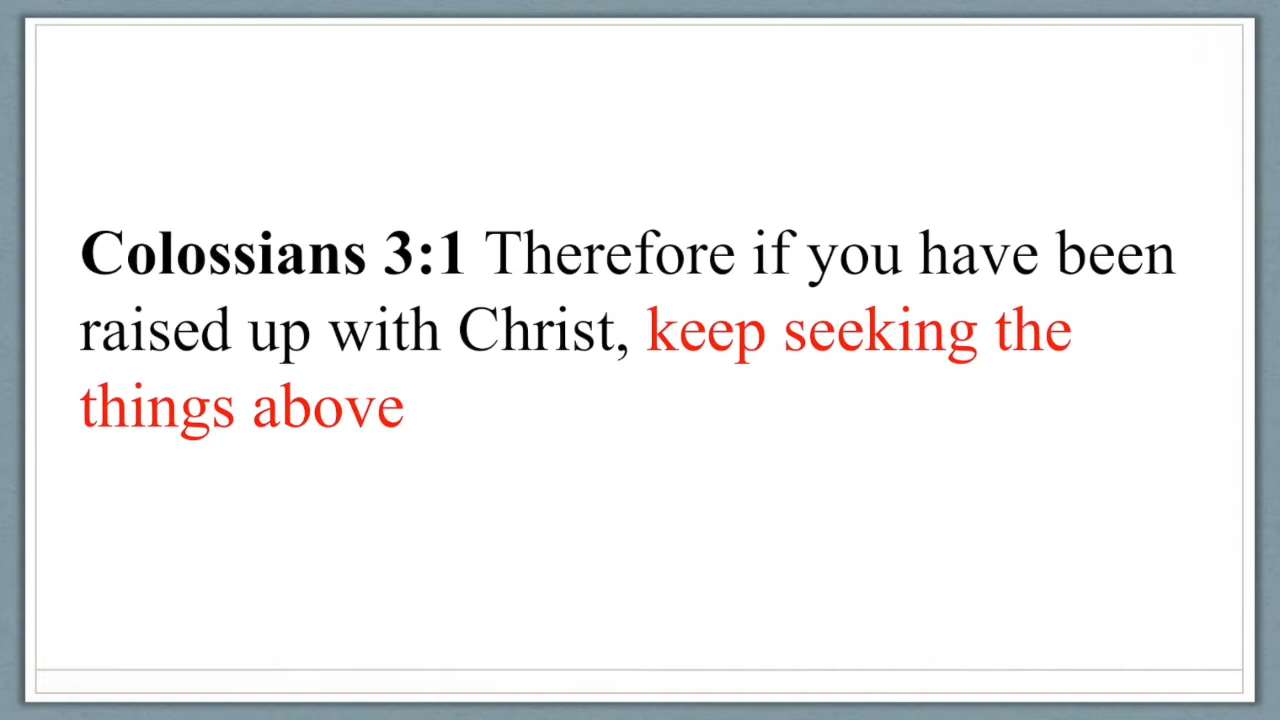 Colossians 3:1 Therefore if you have been
raised up with Christ, keep seeking the
things above